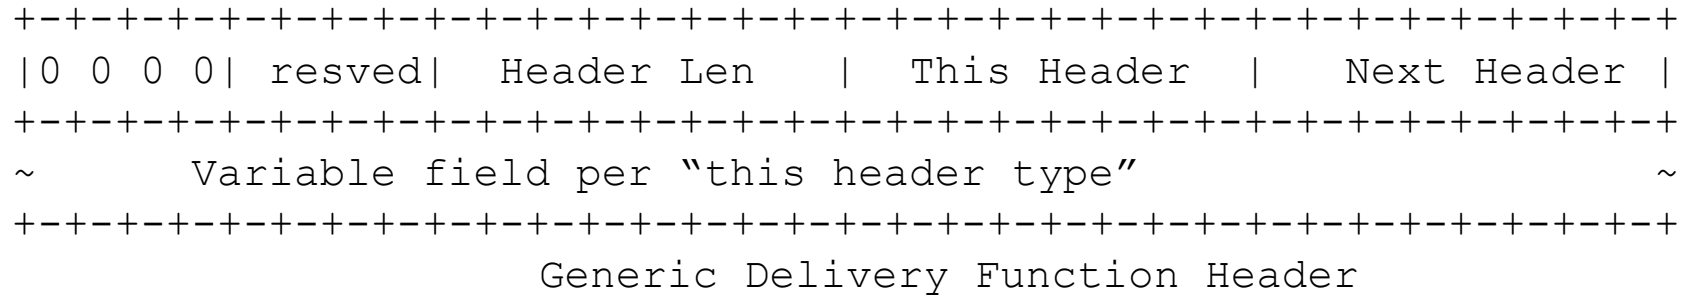 +-+-+-+-+-+-+-+-+-+-+-+-+-+-+-+-+-+-+-+-+-+-+-+-+-+-+-+-+-+-+-+-+
|0 0 0 0| resved|  Header Len   |  This Header  |   Next Header |
+-+-+-+-+-+-+-+-+-+-+-+-+-+-+-+-+-+-+-+-+-+-+-+-+-+-+-+-+-+-+-+-+
~      Variable field per “this header type”                    ~
+-+-+-+-+-+-+-+-+-+-+-+-+-+-+-+-+-+-+-+-+-+-+-+-+-+-+-+-+-+-+-+-+
Generic Delivery Function Header